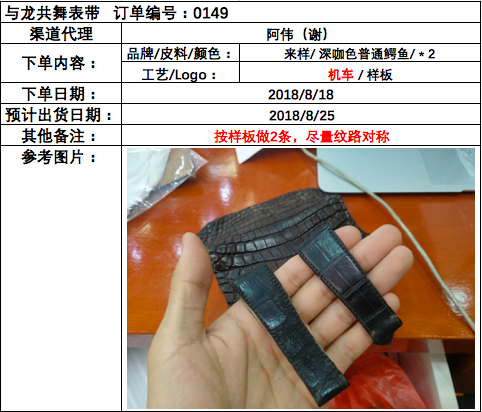 与龙共舞表带 订单编号：0149
渠道代理 阿伟（谢）
下单内容： 品牌/皮料/颜色： 来样/ 深咖色普通鳄鱼/＊2
工艺/Logo： 机车 / 样板
下单日期： 2018/8/18
预计出货日期： 2018/8/25
其他备注： 按样板做2条，尽量纹路对称
参考图片：